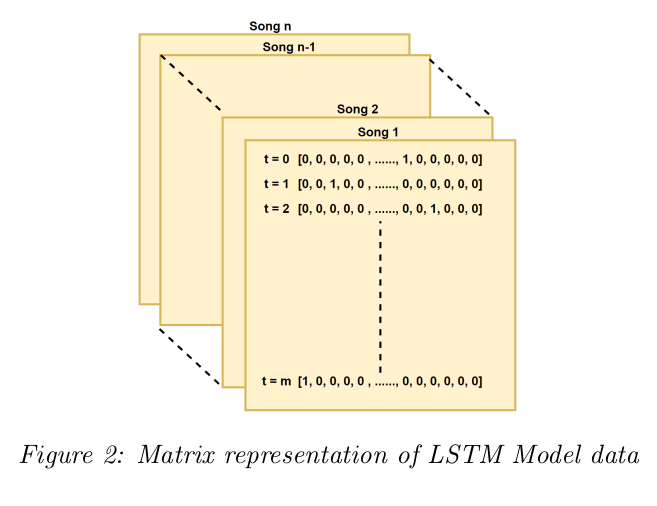 Song n
Song n-1
Song 2
Song 1
t = 0 [0, 0, 0, 0, 0 , ......, 1, 0, 0, 0, 0, 0]
t = 1 [0, 0, 1, 0, 0 , ......, 0, 0, 0, 0, 0, 0]
t = 2 [0, 0, 0, 0, 0 , ......, 0, 0, 1, 0, 0, 0]
t = m [1, 0, 0, 0, 0 , ......, 0, 0, 0, 0, 0, 0]
Figure 2: Matrix representation of LSTM Model data